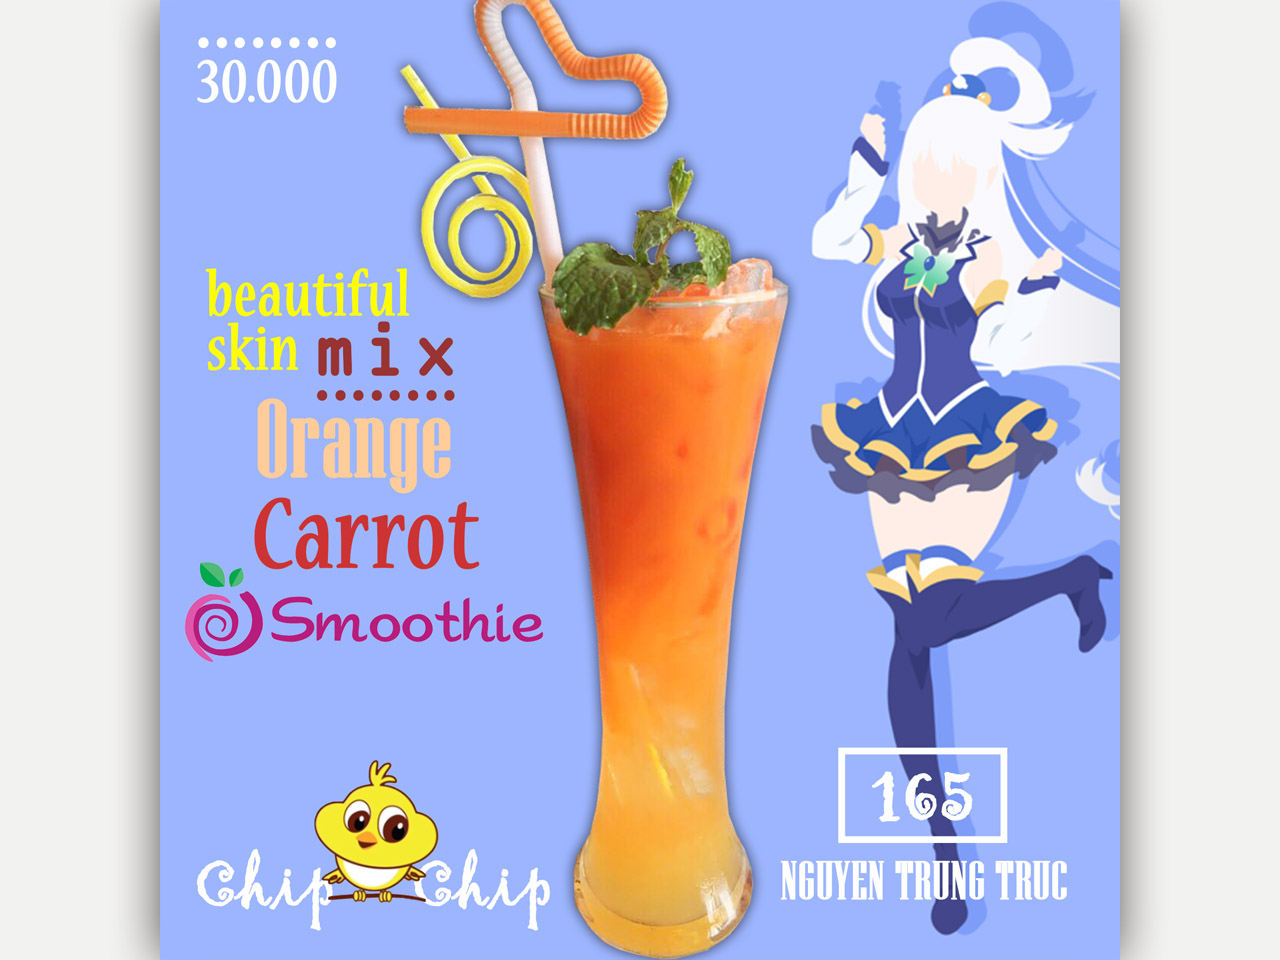 30.000
beautiful
skin mix
Orange
Carrot
Smoothie
Chip Chip
165
NGUYEN TRUNG TRUC